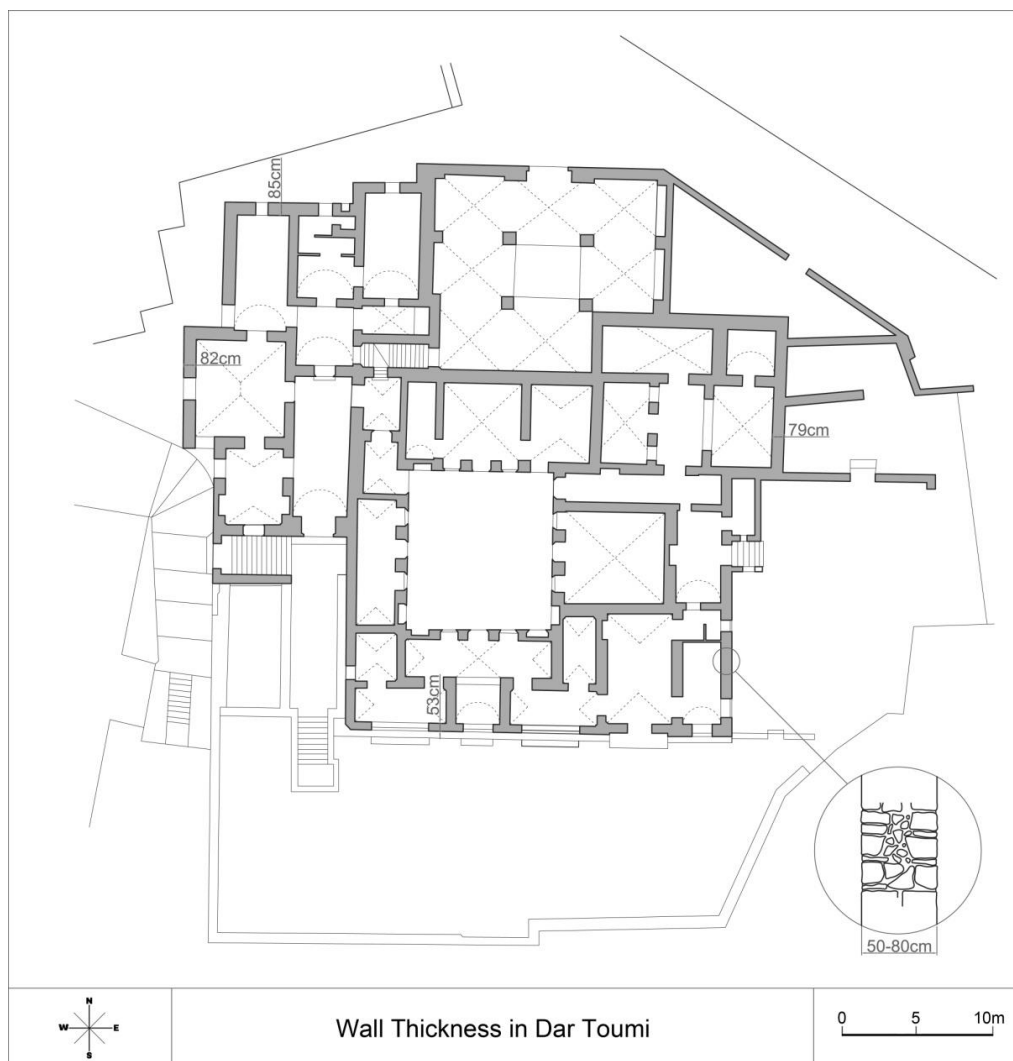 85cm
82cm
79cm
53cm
50-80cm
N
W E
S
Wall Thickness in Dar Toumi
0 5 10m